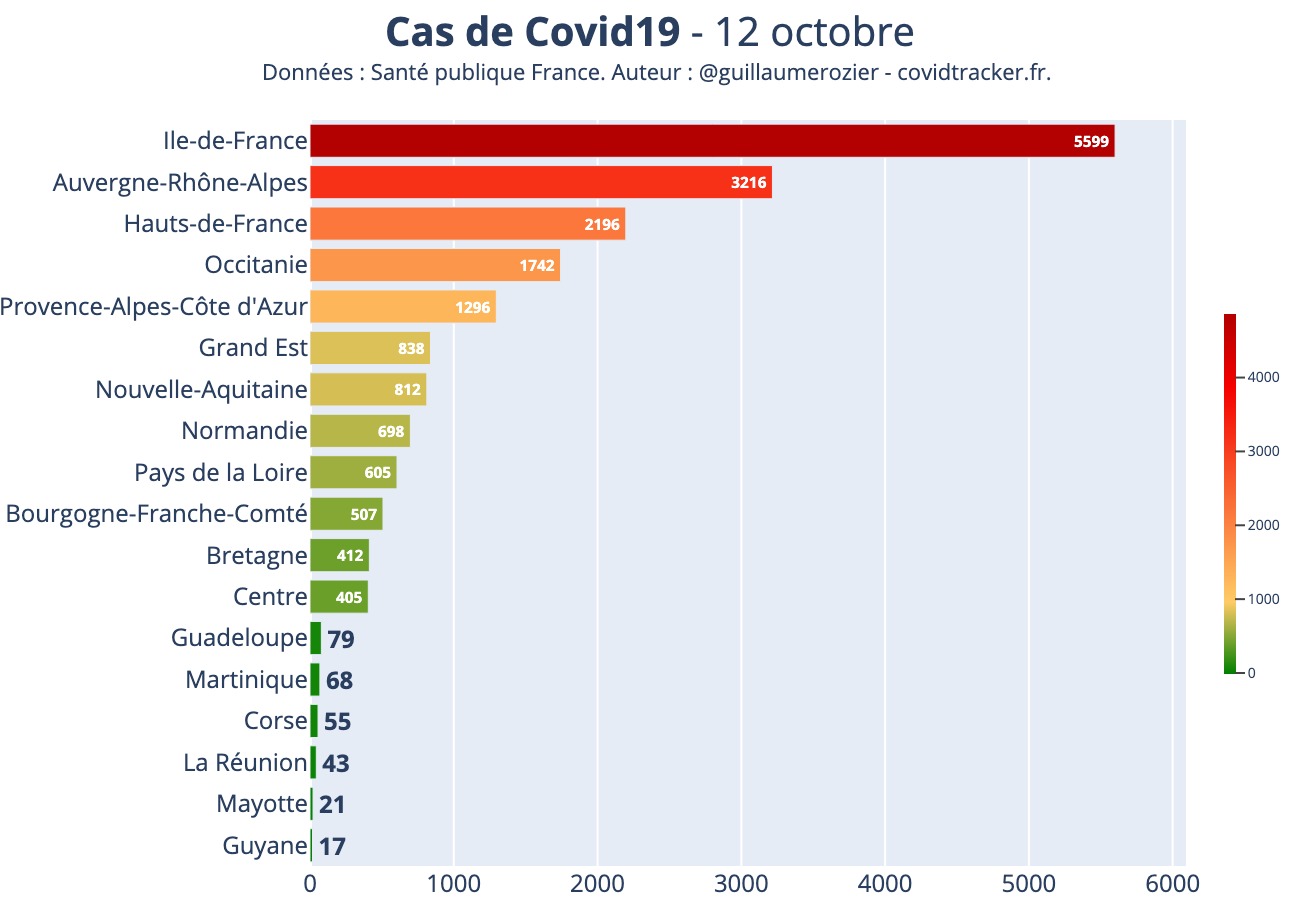 Cas de Covid19 - 12 octobre
Données : Santé publique France. Auteur : @guillaumerozier - covidtracker.fr.
Ile-de-France 5599
Auvergne-Rhône-Alpes 3216
Hauts-de-France 2196
Occitanie 1742
Provence-Alpes-Côte d'Azur 1296
Grand Est 838
Nouvelle-Aquitaine 812
Normandie 698
Pays de la Loire 605
Bourgogne-Franche-Comté 507
Bretagne 412
Centre 405
Guadeloupe 79
Martinique 68
Corse 55
La Réunion 43
Mayotte 21
Guyane 17
0 1000 2000 3000 4000 5000 6000
4000
3000
2000
1000
0